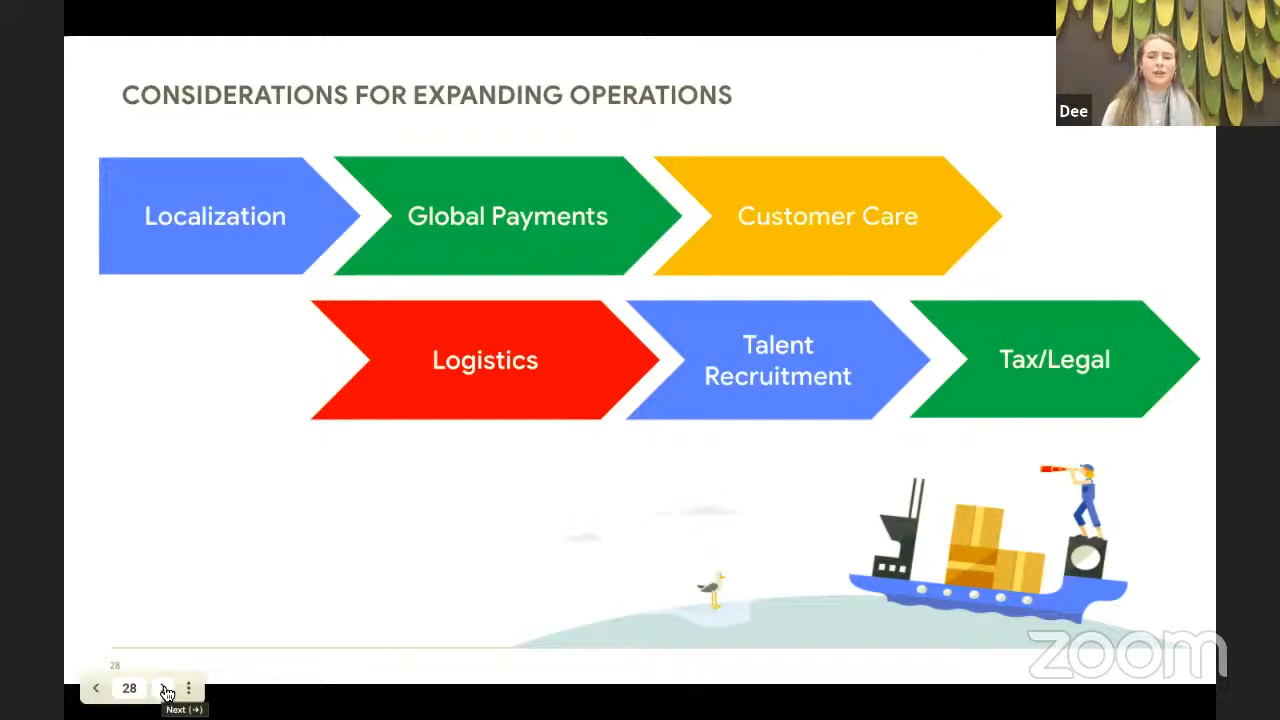 CONSIDERATIONS FOR EXPANDING OPERATIONS
Dee
Localization
Global Payments
Customer Care
Logistics
Talent
Recruitment
Tax/Legal
zoom
28
28
Next (→)